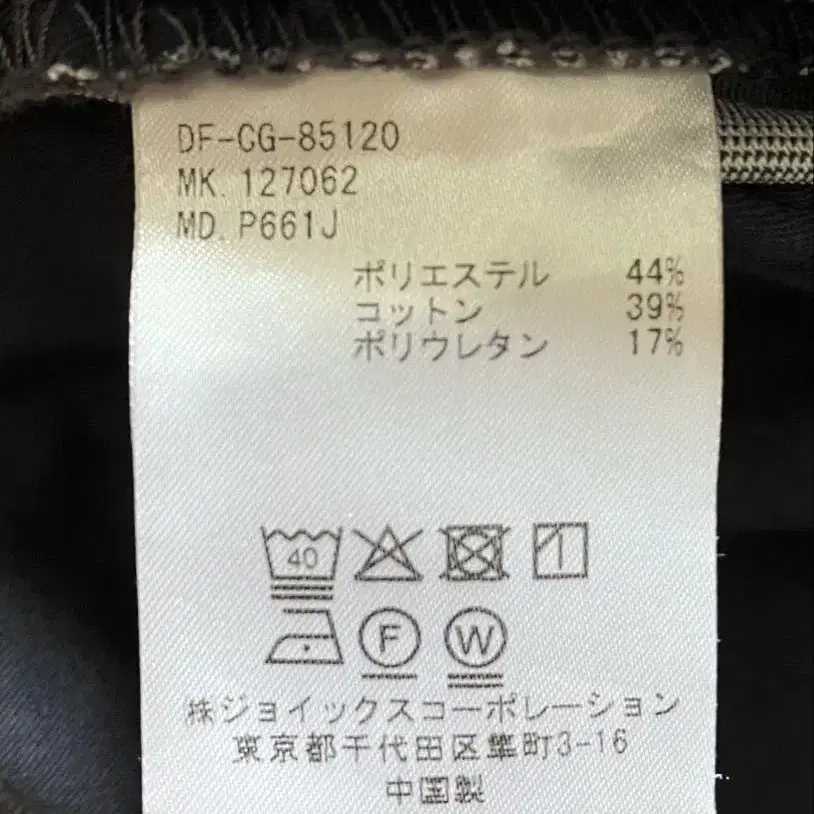 DF-CG-85120
MK. 127062
MD. P661J
ポリエステル 44%
コットン 39%
ポリウレタン 17%
40
F W
㈱ジョイックスコーポレーション
東京都千代田区隼町3-16
中国製